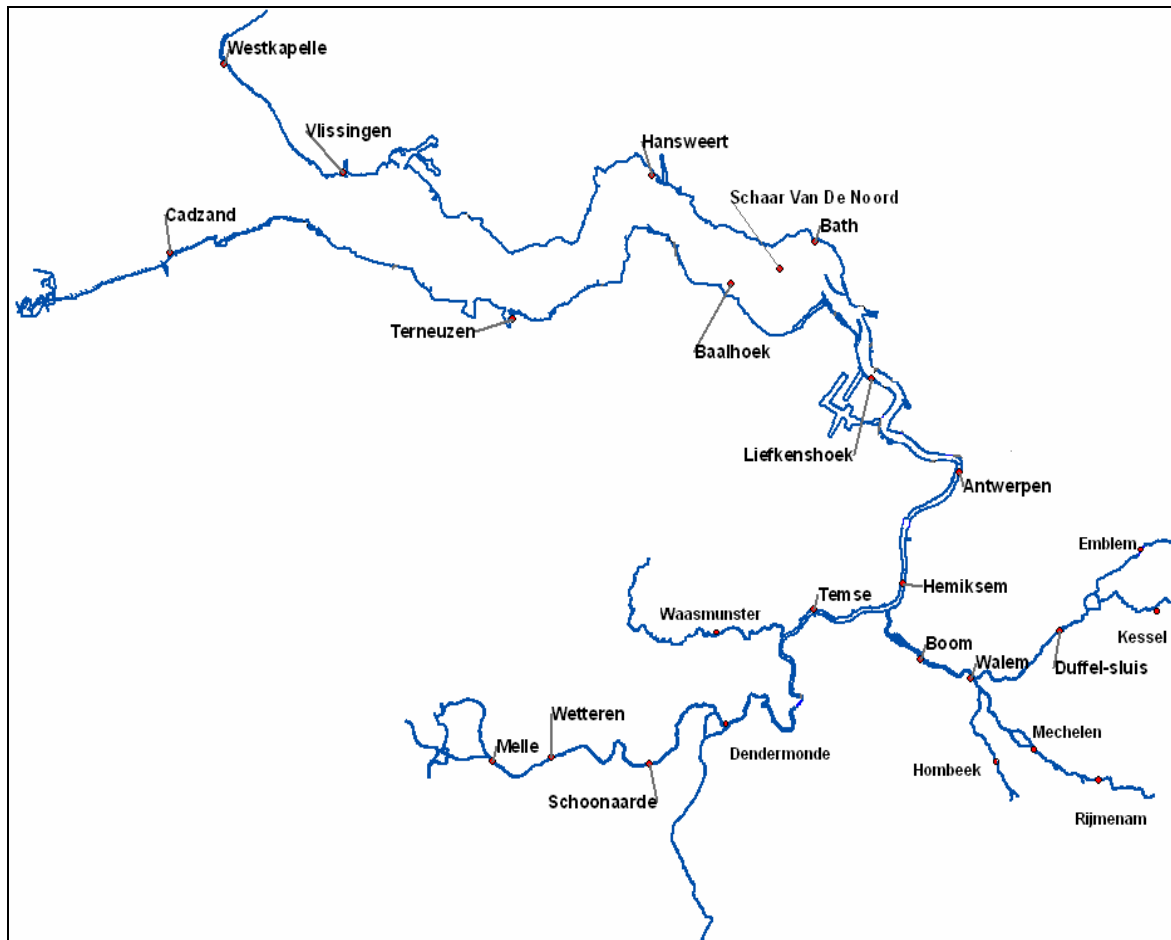 Westkapelle
Vlissingen
Hansweert
Schaar Van De Noord
Cadzand
Bath
Terneuzen
Baalhoek
Liefkenshoek
Antwerpen
Emblem
Hemiksem
Temse
Waasmunster
Kessel
Boom
Walem
Duffel-sluis
Wetteren
Mechelen
Melle
Dendermonde
Hombeek
Schoonaarde
Rijmenam